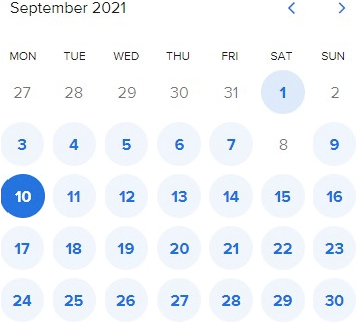 September 2021
MON TUE WED THU FRI SAT SUN
27 28 29 30 31 1 2
3 4 5 6 7 8 9
10 11 12 13 14 15 16
17 18 19 20 21 22 23
24 25 26 27 28 29 30